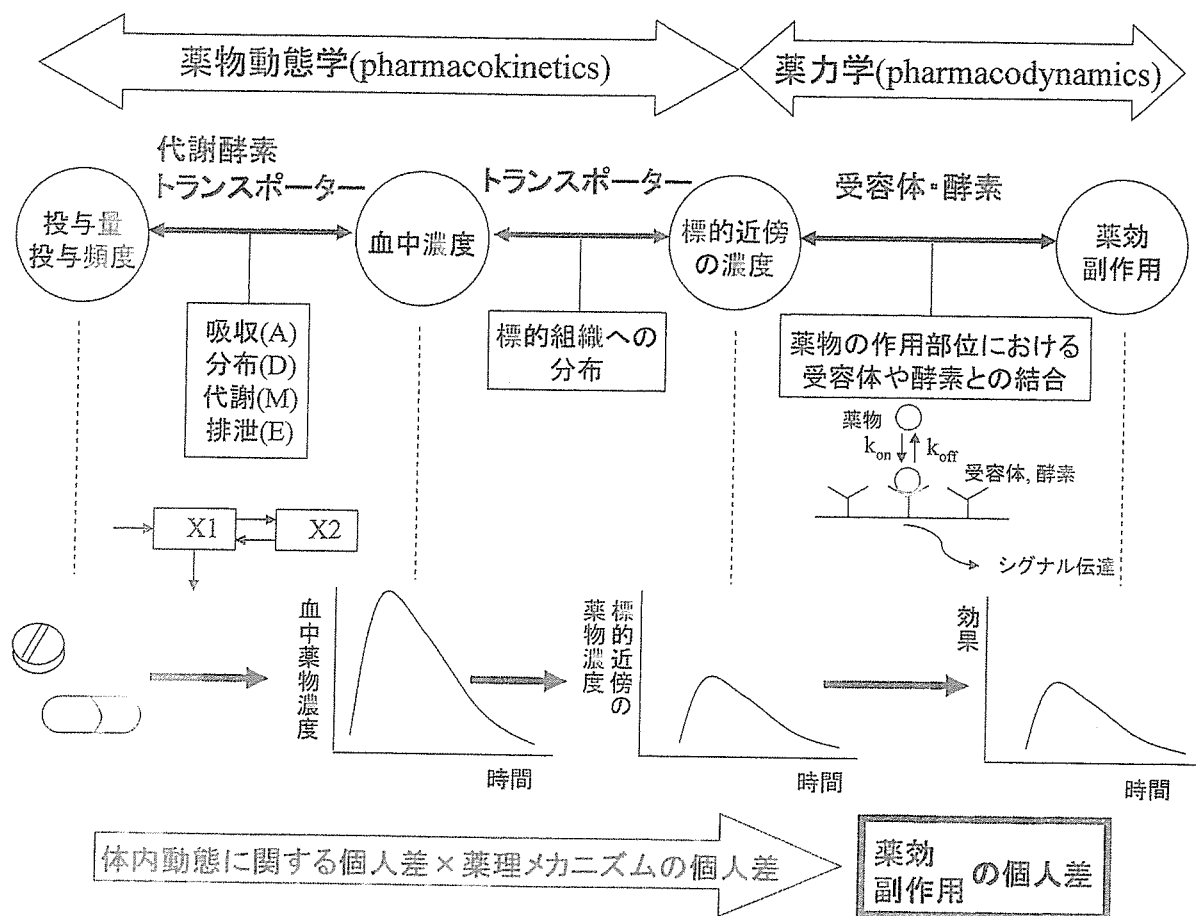 薬物動態学(pharmacokinetics)
薬力学(pharmacodynamics)
代謝酵素
トランスポーター
トランスポーター
受容体・酵素
投与量
投与頻度
血中濃度
標的近傍
の濃度
薬効
副作用
吸収(A)
分布(D)
代謝(M)
排泄(E)
標的組織への
分布
薬物の作用部位における
受容体や酵素との結合
薬物
kon
koff
受容体, 酵素
シグナル伝達
X1
X2
血中薬物濃度
時間
標的近傍の
薬物濃度
時間
効果
時間
体内動態に関する個人差×薬理メカニズムの個人差
薬効
副作用
の個人差